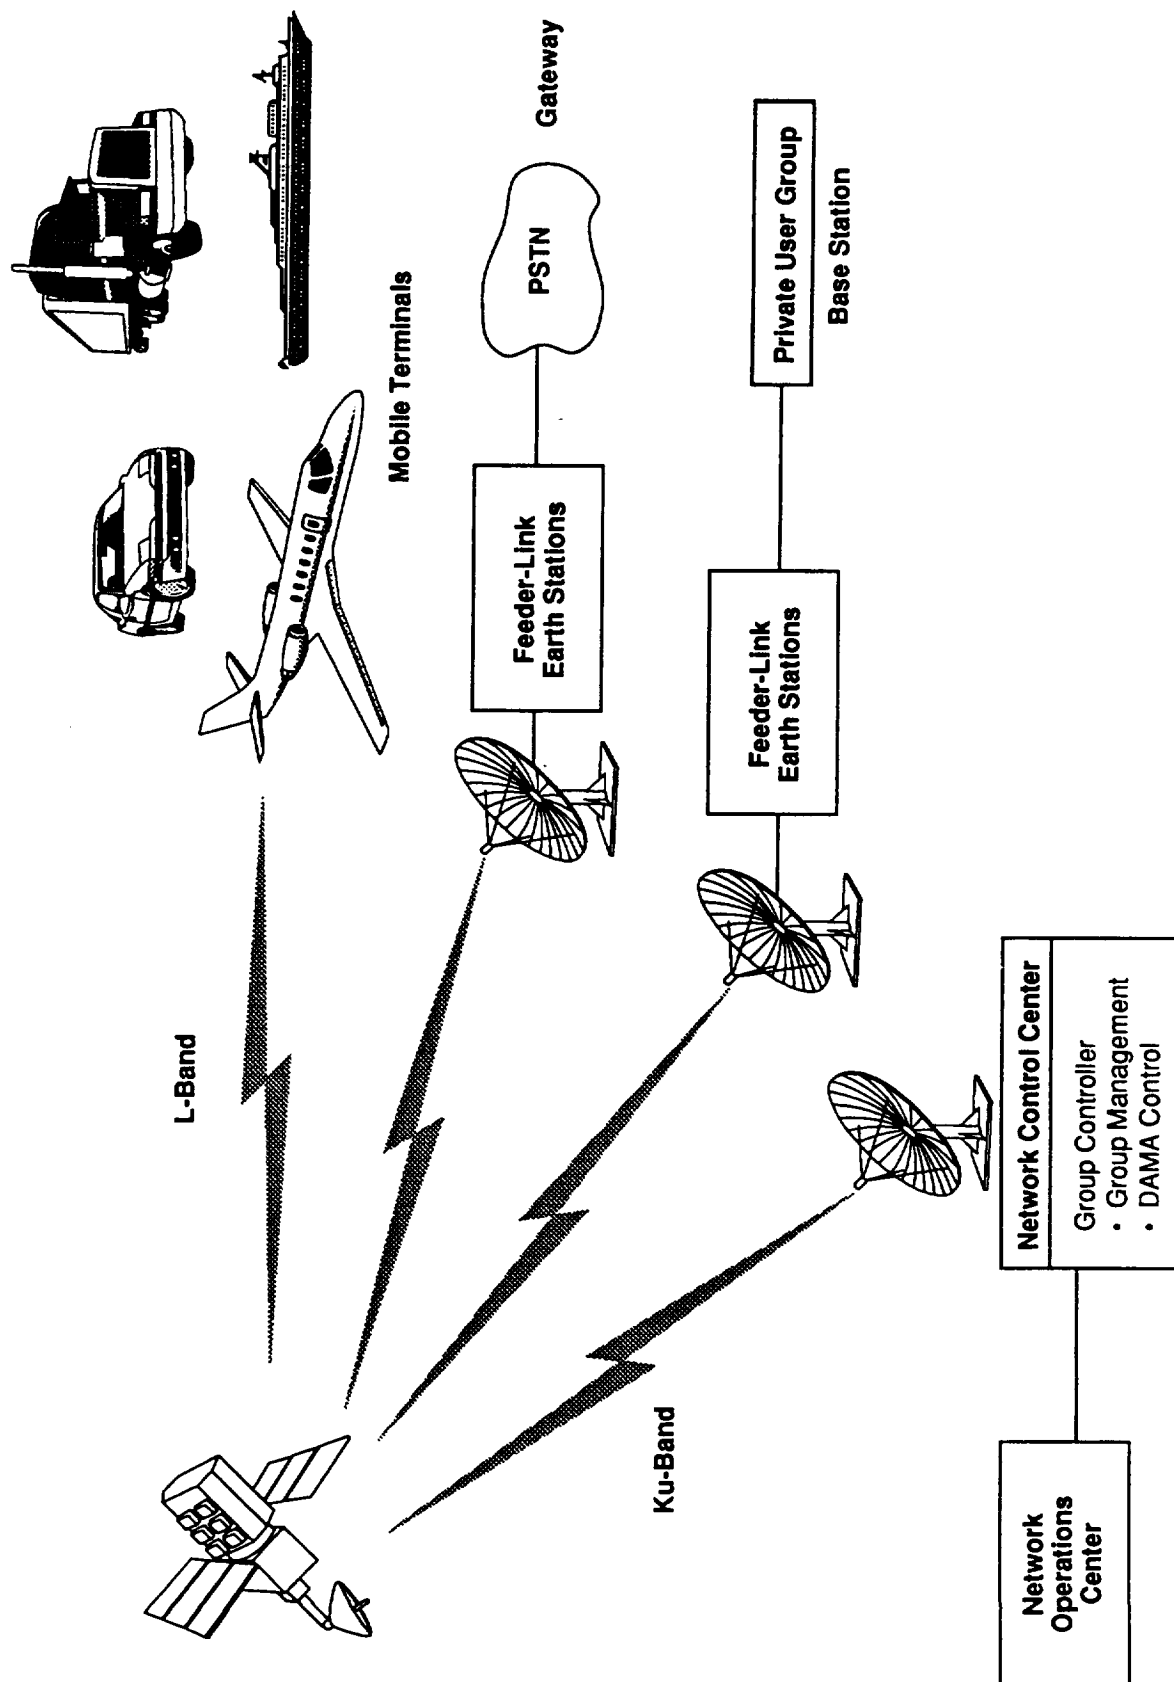 L-Band
Mobile Terminals
Feeder-Link
Earth Stations
PSTN
Gateway
Feeder-Link
Earth Stations
Private User Group
Base Station
Ku-Band
Network
Operations
Center
Network Control Center
Group Controller
• Group Management
• DAMA Control